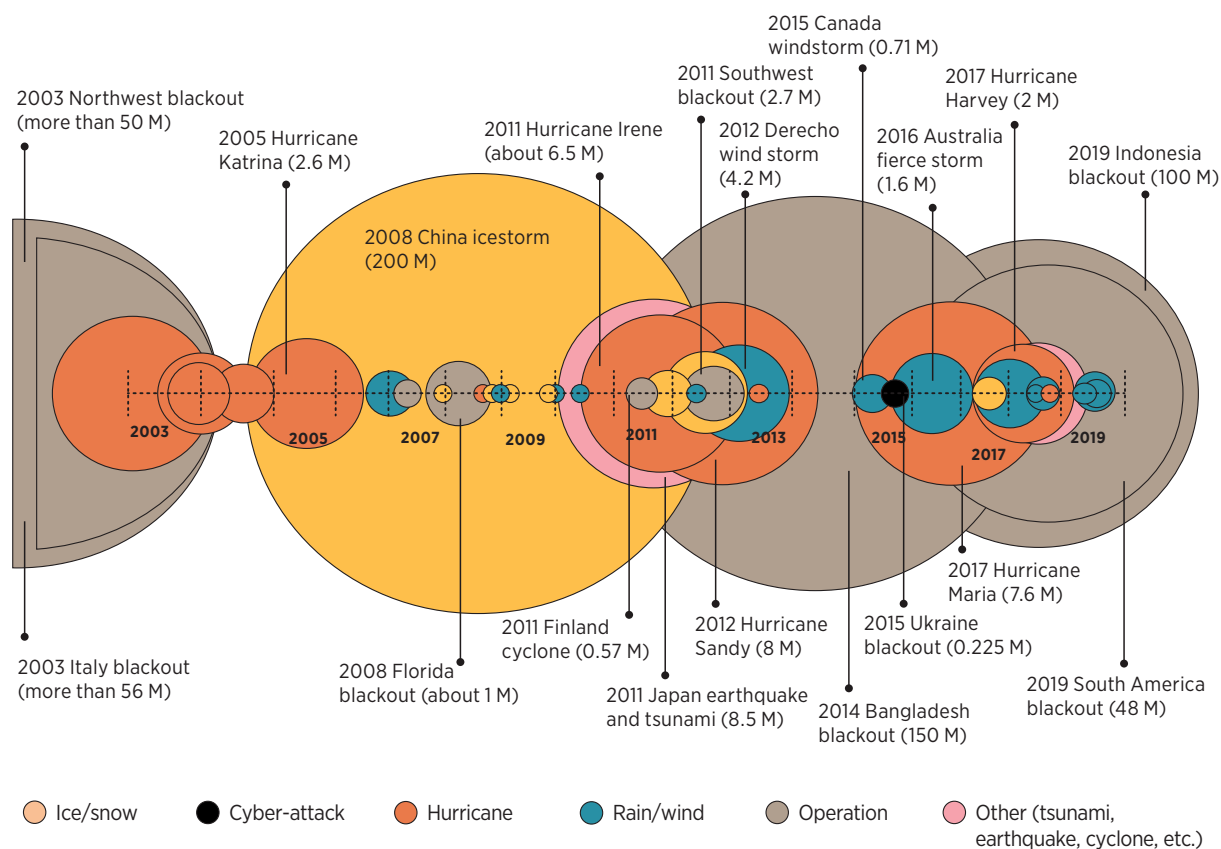 2015 Canada
windstorm (0.71 M)
2011 Southwest
blackout (2.7 M)
2017 Hurricane
Harvey (2 M)
2003 Northwest blackout
(more than 50 M)
2005 Hurricane
Katrina (2.6 M)
2011 Hurricane Irene
(about 6.5 M)
2012 Derecho
wind storm
(4.2 M)
2016 Australia
fierce storm
(1.6 M)
2019 Indonesia
blackout (100 M)
2008 China icestorm
(200 M)
2003
2005
2007
2009
2011
2013
2015
2017
2019
2003 Italy blackout
(more than 56 M)
2008 Florida
blackout (about 1 M)
2011 Finland
cyclone (0.57 M)
2011 Japan earthquake
and tsunami (8.5 M)
2012 Hurricane
Sandy (8 M)
2014 Bangladesh
blackout (150 M)
2015 Ukraine
blackout (0.225 M)
2017 Hurricane
Maria (7.6 M)
2019 South America
blackout (48 M)
Ice/snow
Cyber-attack
Hurricane
Rain/wind
Operation
Other (tsunami,
earthquake, cyclone, etc.)